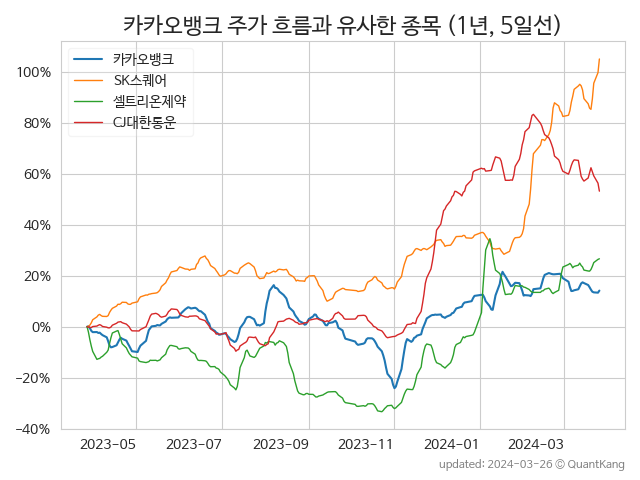 카카오뱅크 주가 흐름과 유사한 종목 (1년, 5일선)
카카오뱅크
SK스퀘어
셀트리온제약
CJ대한통운
100%
80%
60%
40%
20%
0%
−20%
−40%
2023-05 2023-07 2023-09 2023-11 2024-01 2024-03
updated: 2024-03-26 © QuantKang